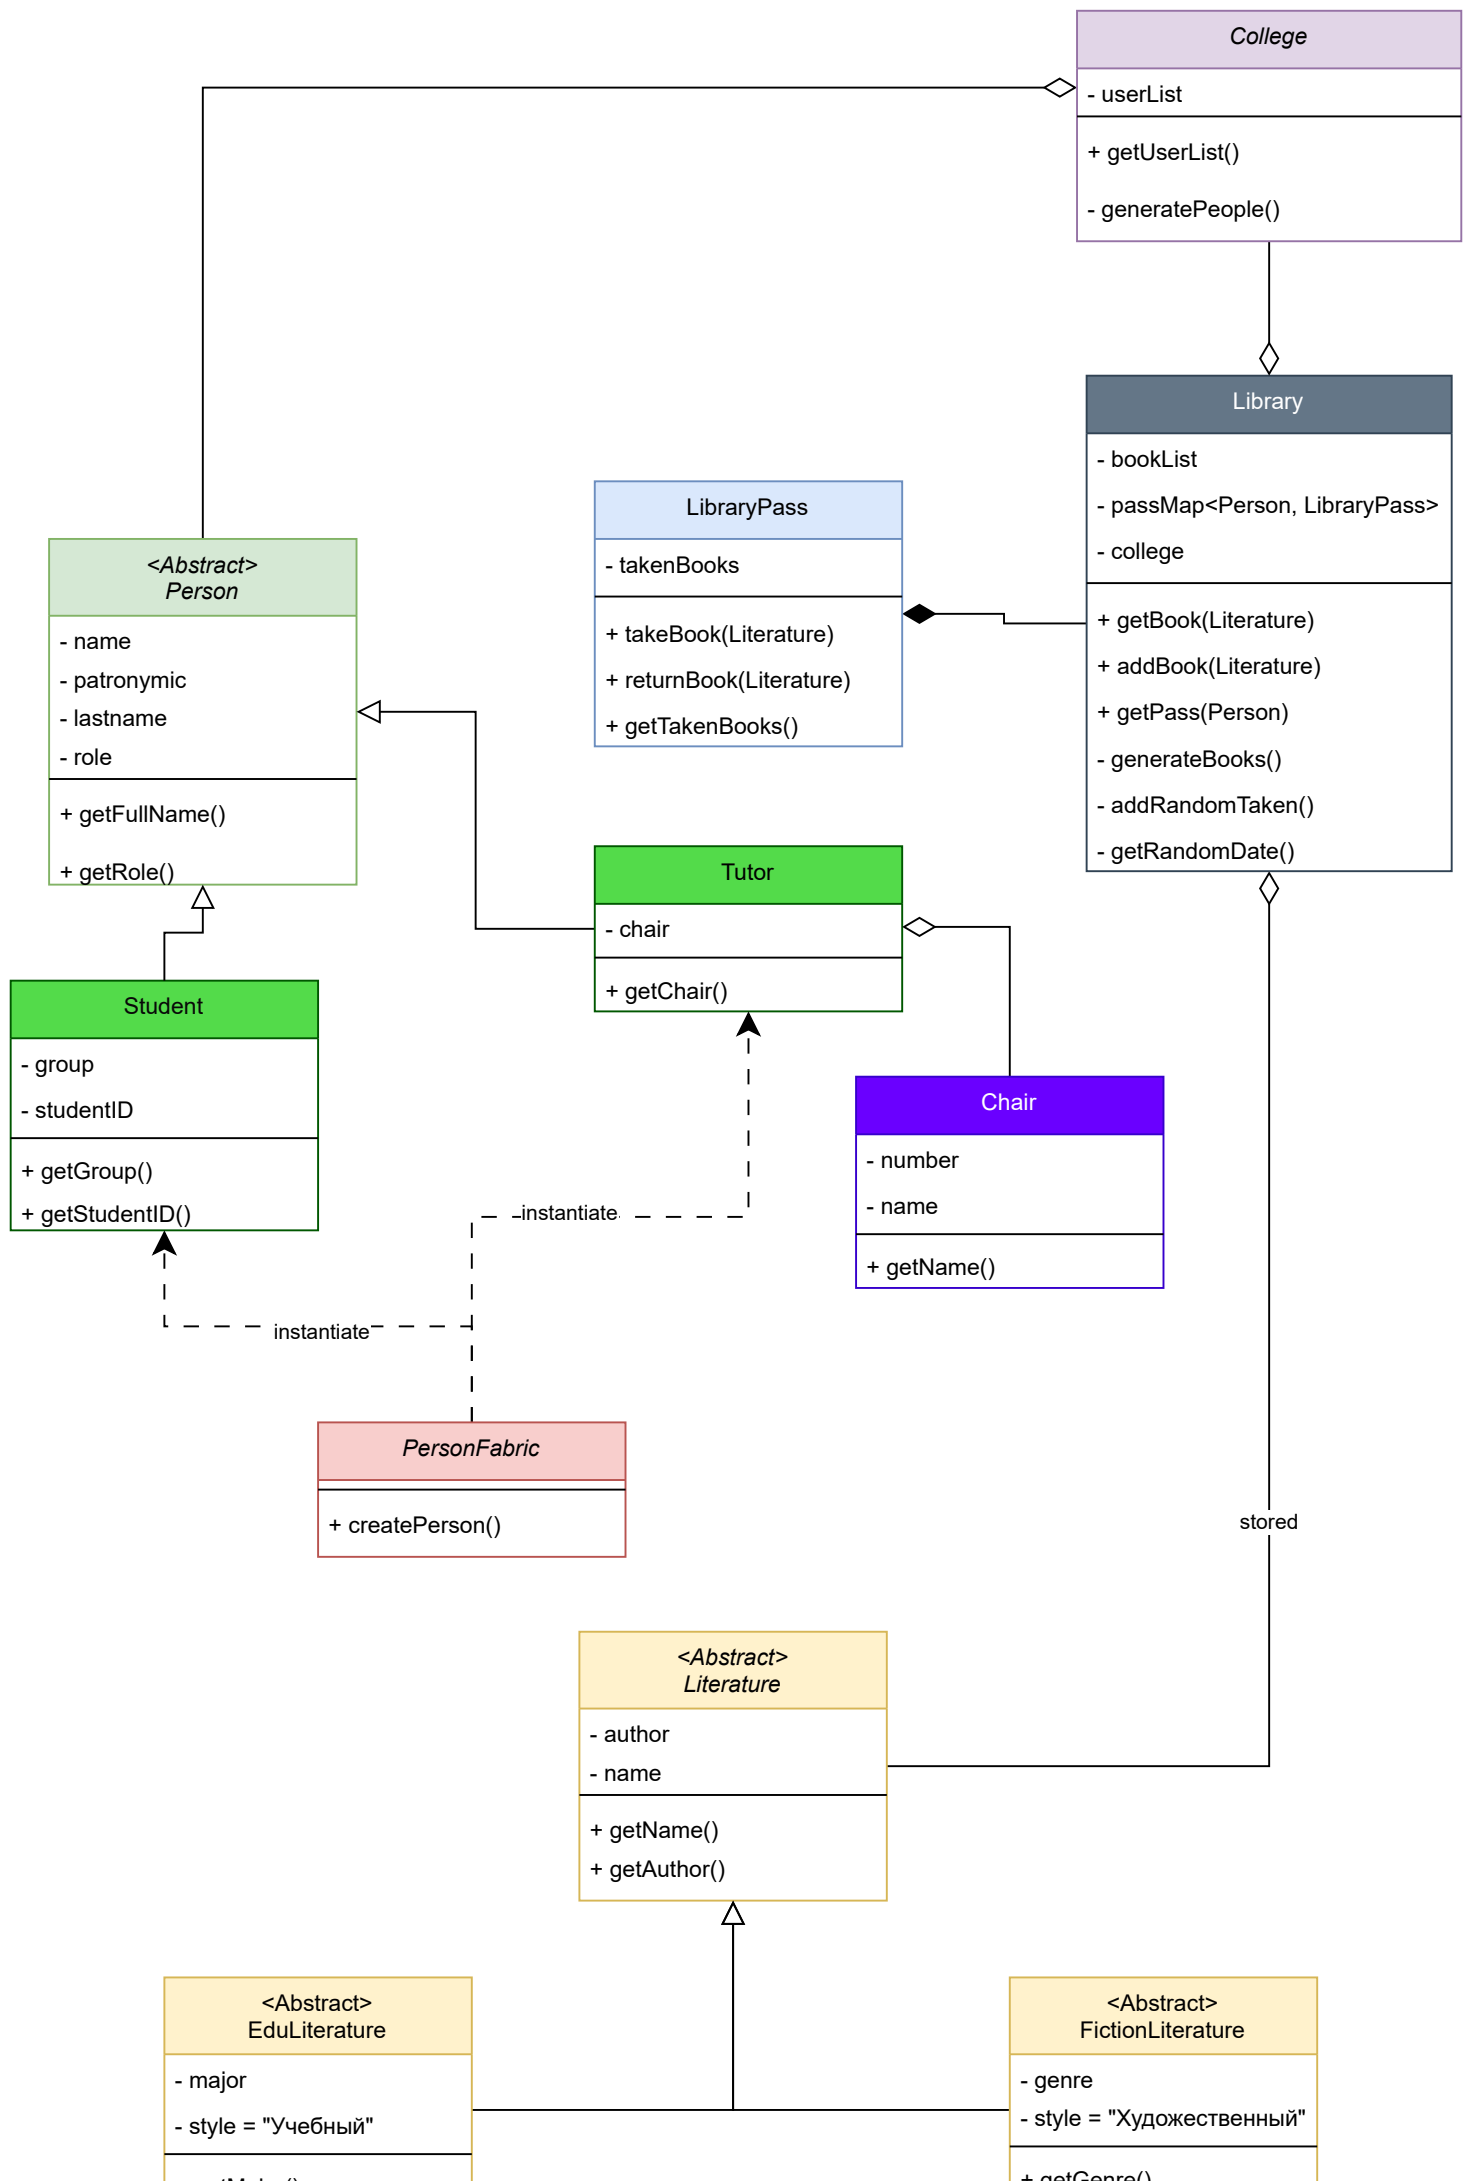 College
- userList
+ getUserList()
- generatePeople()
Library
- bookList
- passMap<Person, LibraryPass>
- college
+ getBook(Literature)
+ addBook(Literature)
+ getPass(Person)
- generateBooks()
- addRandomTaken()
- getRandomDate()
LibraryPass
- takenBooks
+ takeBook(Literature)
+ returnBook(Literature)
+ getTakenBooks()
<Abstract>
Person
- name
- patronymic
- lastname
- role
+ getFullName()
+ getRole()
Tutor
- chair
+ getChair()
Student
- group
- studentID
+ getGroup()
+ getStudentID()
Chair
- number
- name
+ getName()
instantiate
instantiate
PersonFabric
+ createPerson()
stored
<Abstract>
Literature
- author
- name
+ getName()
+ getAuthor()
<Abstract>
EduLiterature
- major
- style = "Учебный"
<Abstract>
FictionLiterature
- genre
- style = "Художественный"
+ getGenre()